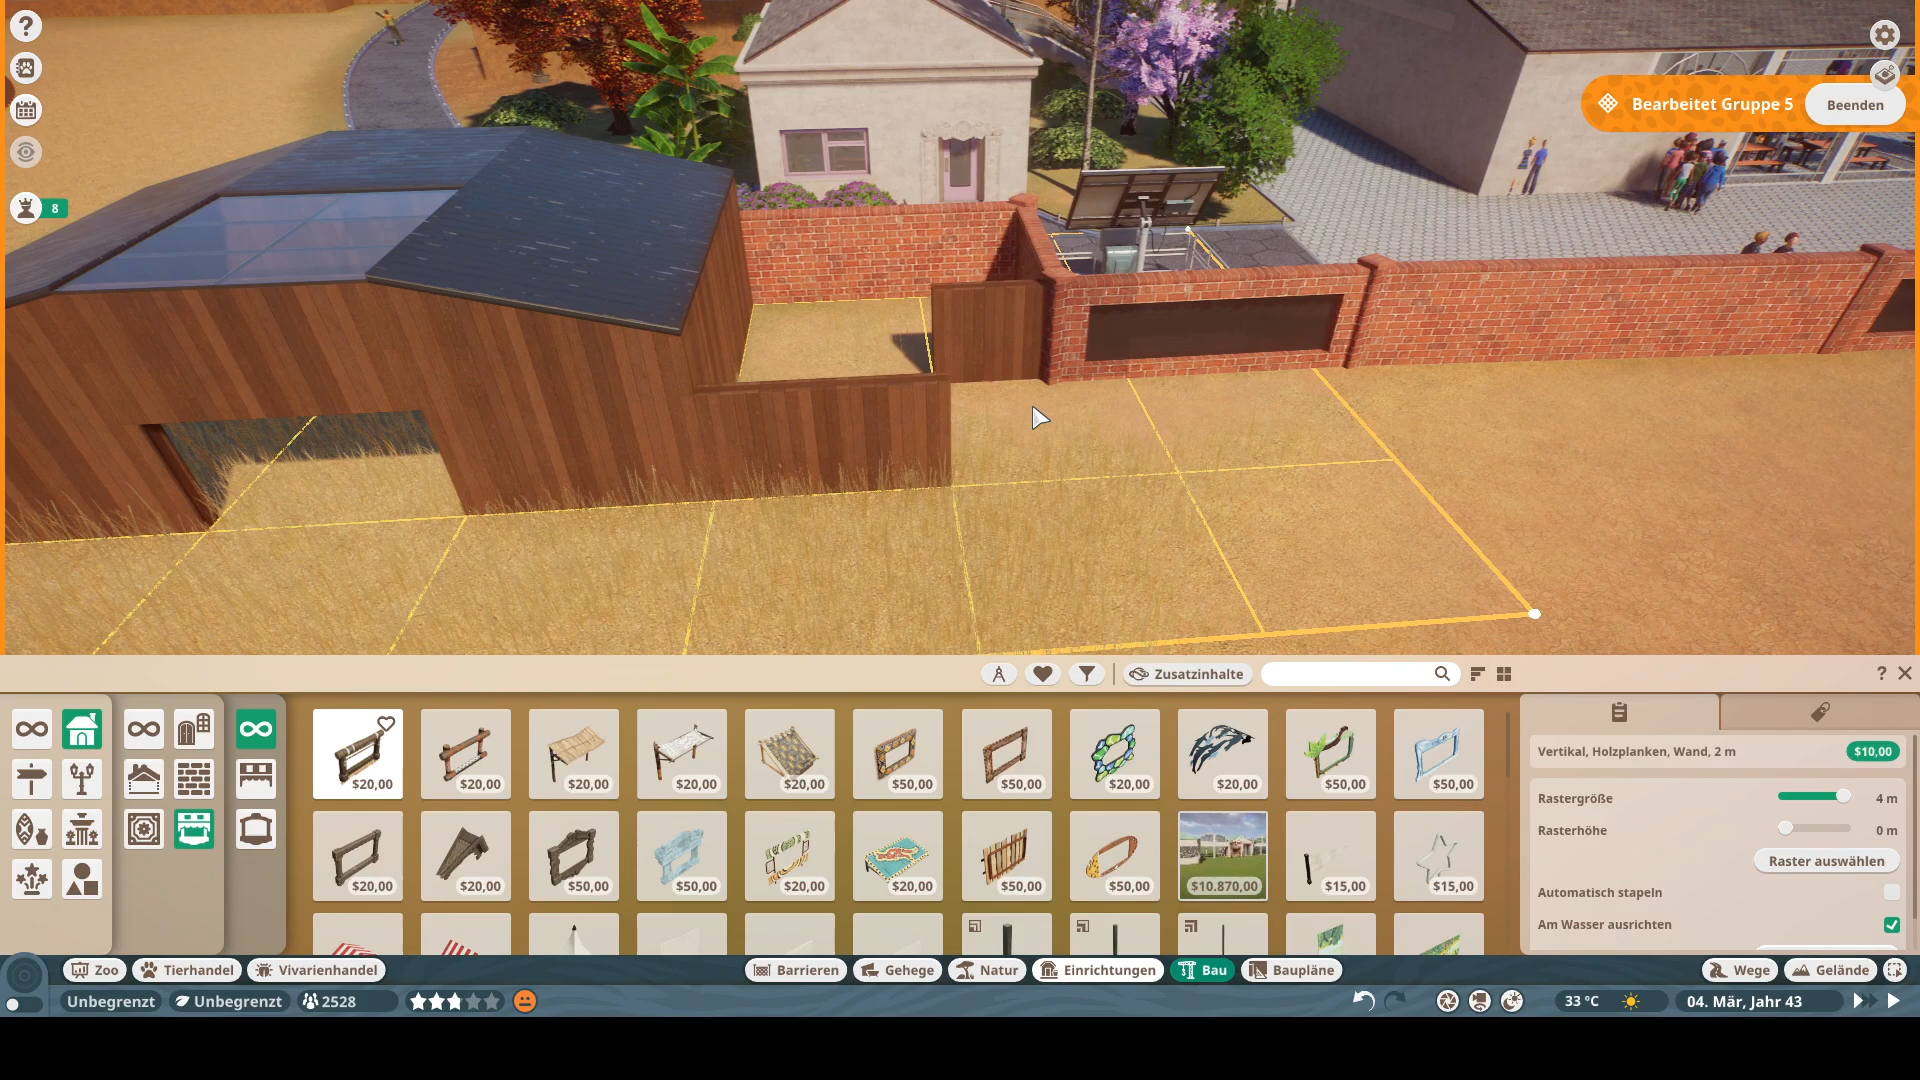 ?
Bearbeitet Gruppe 5
Beenden
8
Zusatzinhalte
?
$20,00
$20,00
$20,00
$20,00
$20,00
$50,00
$50,00
$20,00
$20,00
$50,00
$50,00
$20,00
$20,00
$50,00
$50,00
$20,00
$20,00
$50,00
$50,00
$10.870,00
$15,00
$15,00
Vertikal, Holzplanken, Wand, 2 m
$10,00
Rastergröße
4 m
Rasterhöhe
0 m
Raster auswählen
Automatisch stapeln
Am Wasser ausrichten
Zoo
Tierhandel
Vivarienhandel
Barrieren
Gehege
Natur
Einrichtungen
Bau
Baupläne
Wege
Gelände
Unbegrenzt
Unbegrenzt
2528
33 °C
04. Mär, Jahr 43